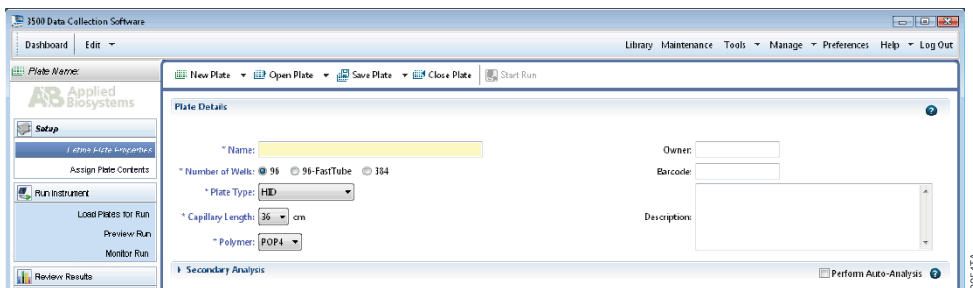 3500 Data Collection Software
Dashboard Edit Library Maintenance Tools Manage Preferences Help Log Out
Plate Name:
New Plate Open Plate Save Plate Close Plate Start Run
AB Applied Biosystems
Plate Details
Setup
Define Plate Properties
Assign Plate Contents
Run Instrument
Load Plates for Run
Preview Run
Monitor Run
Review Results
* Name:
Owner:
* Number of Wells: 96 96-FastTube 384
Barcode:
* Plate Type: HID
* Capillary Length: 36 cm
Description:
* Polymer: POP4
Secondary Analysis
Perform Auto-Analysis